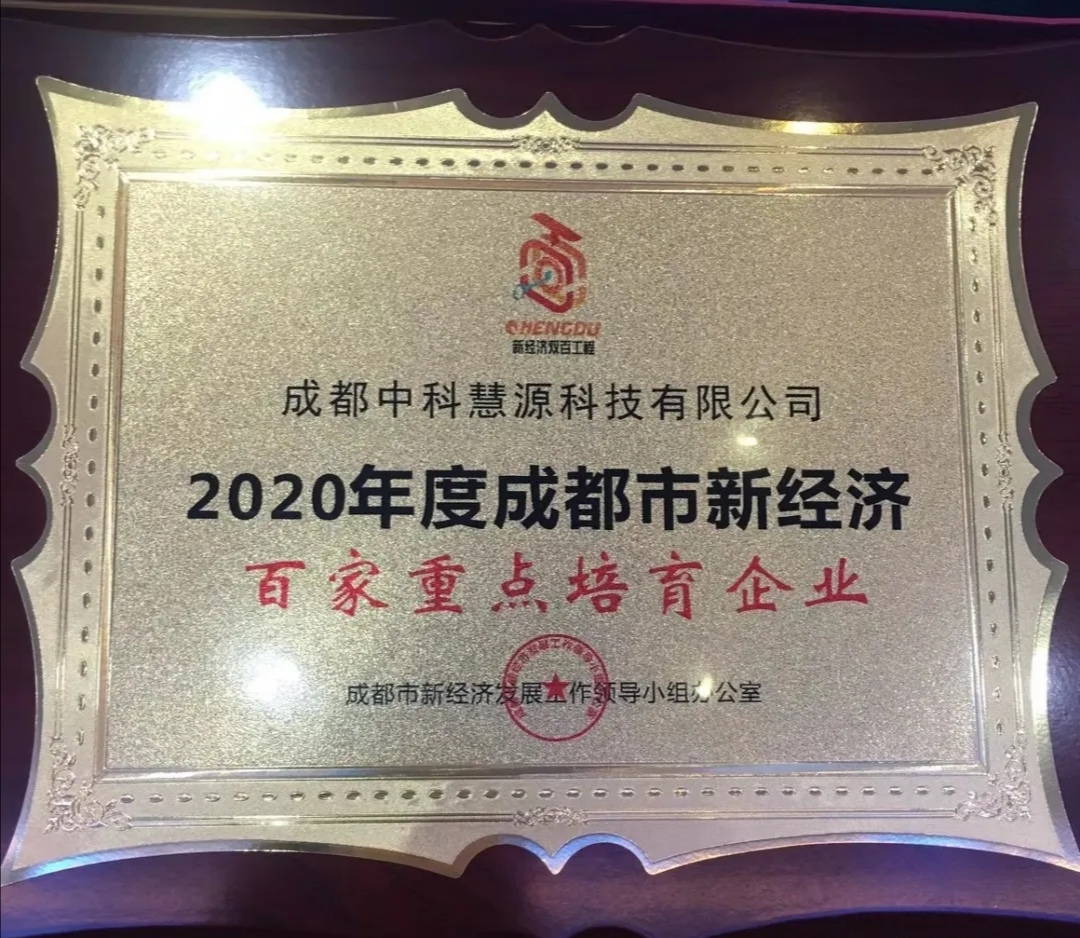 CHENGDU
新经济双百工程
成都中科慧源科技有限公司
2020年度成都市新经济
百家重点培育企业
成都市新经济发展工作领导小组办公室